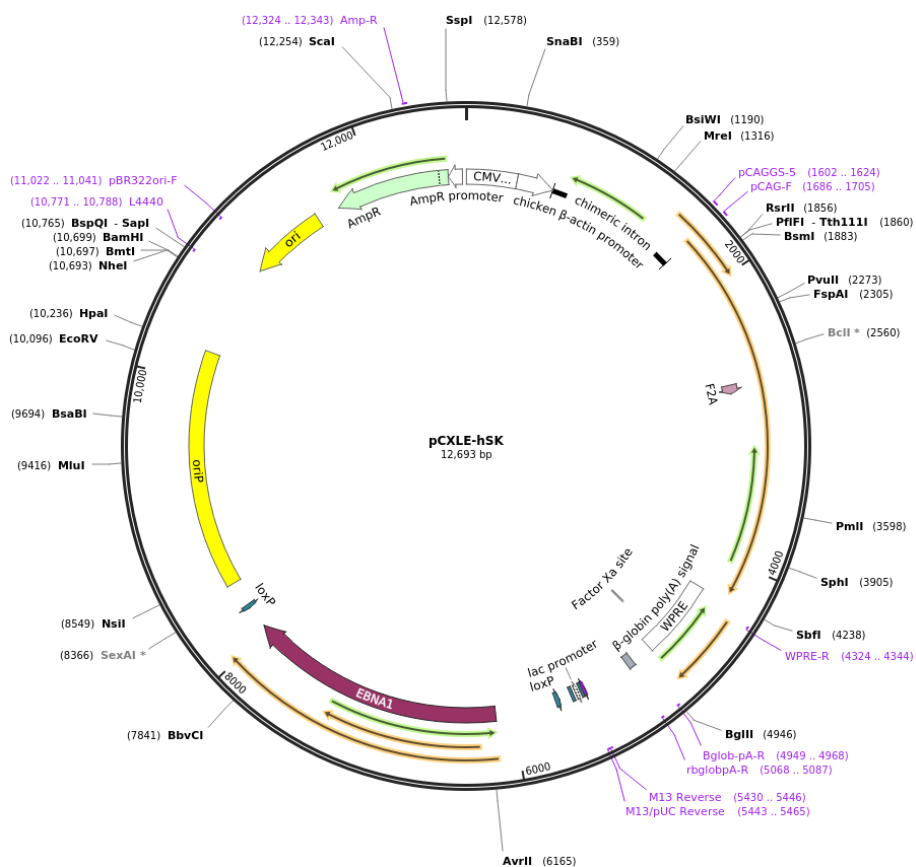 (12,324 .. 12,343) Amp-R
SspI (12,578)
(12,254) ScaI
SnaBI (359)
BsiWI (1190)
MreI (1316)
pCAGGS-5 (1602 .. 1624)
pCAG-F (1686 .. 1705)
RsrII (1856)
PflFI - Tth111I (1860)
BsmI (1883)
PvuII (2273)
FspAI (2305)
BclI * (2560)
PmlI (3598)
SphI (3905)
SbfI (4238)
WPRE-R (4324 .. 4344)
BglII (4946)
Bglob-pA-R (4949 .. 4968)
rbglobpA-R (5068 .. 5087)
M13 Reverse (5430 .. 5446)
M13/pUC Reverse (5443 .. 5465)
AvrII (6165)
(7841) BbvCI
(8366) SexAI *
(8549) NsiI
(9416) MluI
(9694) BsaBI
(10,096) EcoRV
(10,236) HpaI
(10,693) NheI
(10,697) BmtI
(10,699) BamHI
(10,765) BspQI - SapI
(10,771 .. 10,788) L4440
(11,022 .. 11,041) pBR322ori-F
12,000
2000
4000
6000
8000
10,000
AmpR
AmpR promoter
CMV...
chicken β-actin promoter
chimeric intron
F2A
pCXLE-hSK
12,693 bp
Factor Xa site
WPRE
β-globin poly(A) signal
lac promoter
loxP
EBNA1
loxP
oriP
ori